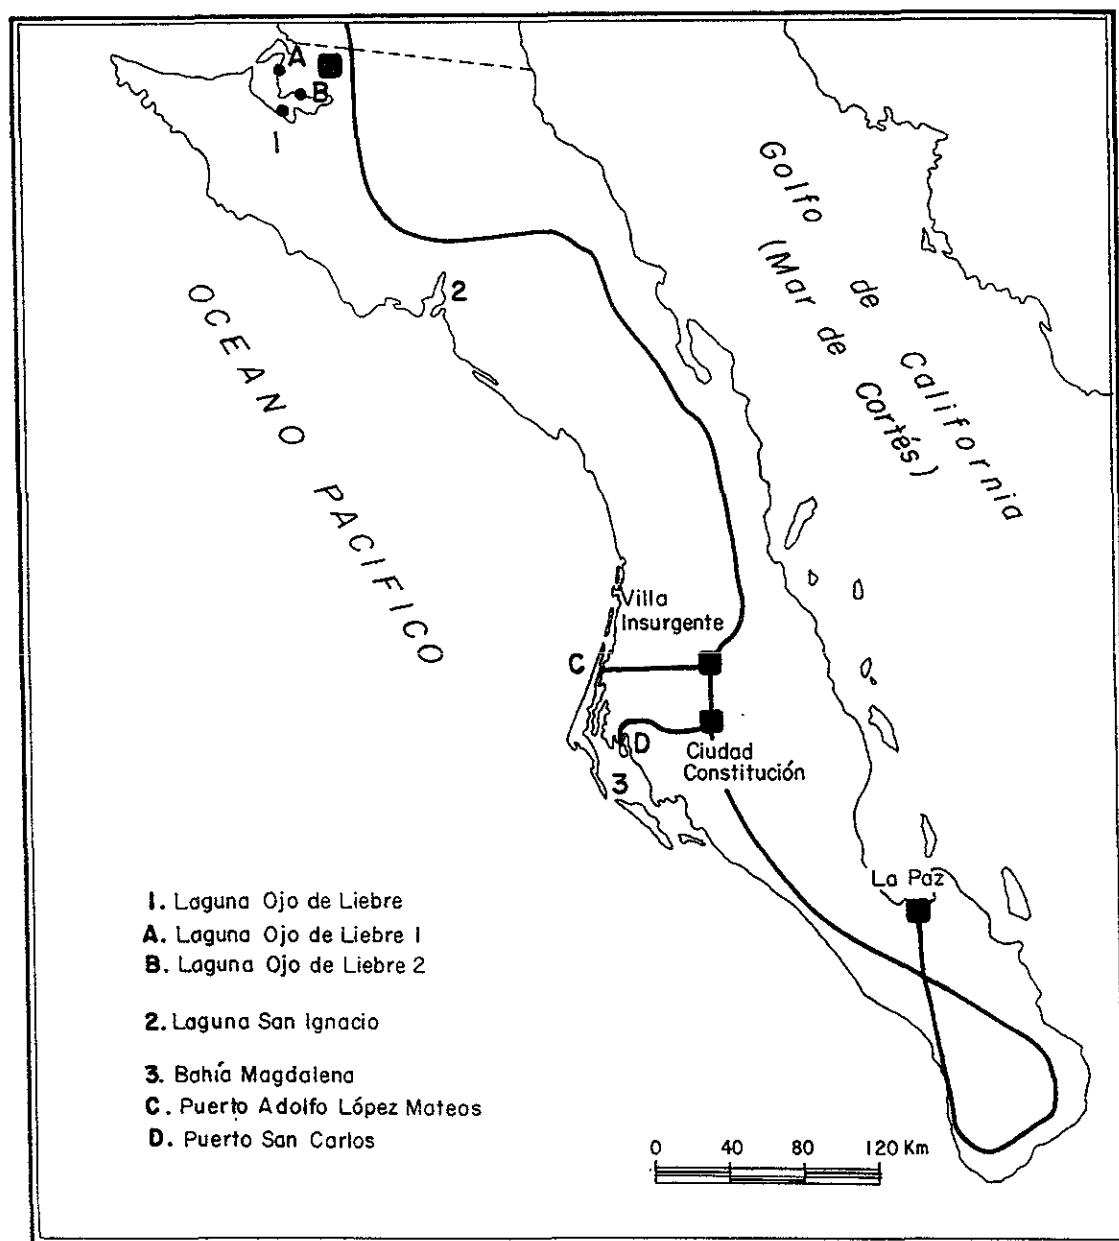 A
B
1
2
OCEANO PACIFICO
Golfo de California
(Mar de Cortés)
Villa
Insurgente
C
D
Ciudad
Constitución
3
La Paz
1. Laguna Ojo de Liebre
A. Laguna Ojo de Liebre 1
B. Laguna Ojo de Liebre 2
2. Laguna San Ignacio
3. Bahía Magdalena
C. Puerto Adolfo López Mateos
D. Puerto San Carlos
0 40 80 120 Km